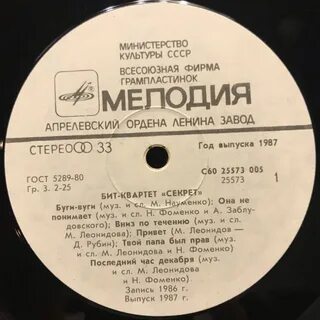 МИНИСТЕРСТВО
КУЛЬТУРЫ СССР
ВСЕСОЮЗНАЯ ФИРМА
ГРАМПЛАСТИНОК
МЕЛОДИЯ
АПРЕЛЕВСКИЙ ОРДЕНА ЛЕНИНА ЗАВОД
СТЕРЕО 33
Год выпуска 1987
ГОСТ 5289-80
Гр. 3. 2-25
С60 25573 005
25573
1
БИТ-КВАРТЕТ «СЕКРЕТ»
Буги-вуги (муз. и сл. М. Науменко); Она не
понимает (муз. и сл. Н. Фоменко и А. Заблу-
довского); Вниз по течению (муз. и сл.
М. Леонидова); Привет (М. Леонидов —
Д. Рубин); Твой папа был прав (муз. и сл.
М. Леонидова и Н. Фоменко);
Последний час декабря (муз.
и сл. М. Леонидова
и Н. Фоменко)
Запись 1986 г.
Выпуск 1987 г.